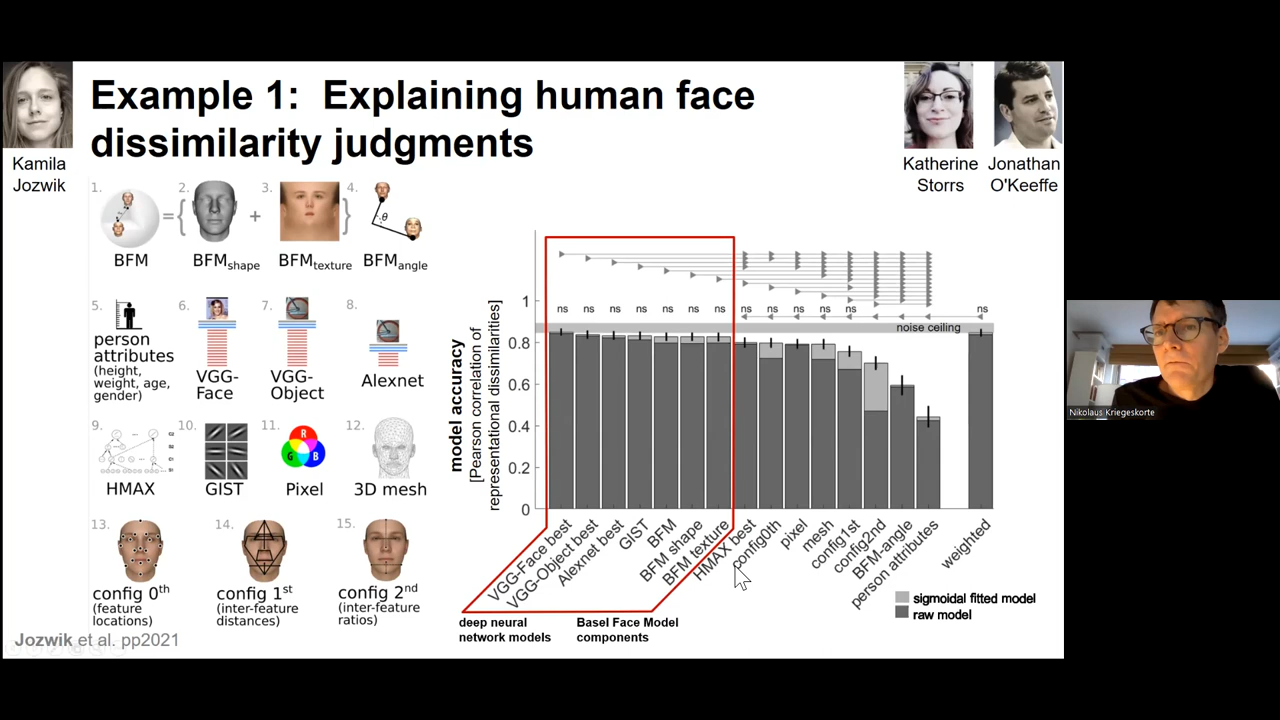 Example 1: Explaining human face
dissimilarity judgments
Kamila
Jozwik
Katherine
Storrs
Jonathan
O'Keeffe
1.
2.
3.
4.
= { + }
θ
BFM
BFMshape
BFMtexture
BFMangle
5.
6.
7.
8.
person
attributes
(height,
weight, age,
gender)
VGG-
Face
VGG-
Object
Alexnet
9.
10.
11.
12.
R
G
B
HMAX
GIST
Pixel
3D mesh
13.
14.
15.
config 0th
(feature
locations)
config 1st
(inter-feature
distances)
config 2nd
(inter-feature
ratios)
Jozwik et al. pp2021
model accuracy
[Pearson correlation of
representational dissimilarities]
1
0.8
0.6
0.4
0.2
0
ns ns ns ns ns ns ns ns ns ns ns ns ns
noise ceiling
VGG-Face best
VGG-Object best
Alexnet best
GIST
BFM
BFM shape
BFM texture
HMAX best
config0th
pixel
mesh
config1st
config2nd
BFM-angle
person attributes
weighted
sigmoidal fitted model
raw model
deep neural
network models
Basel Face Model
components
Nikolaus Kriegeskorte